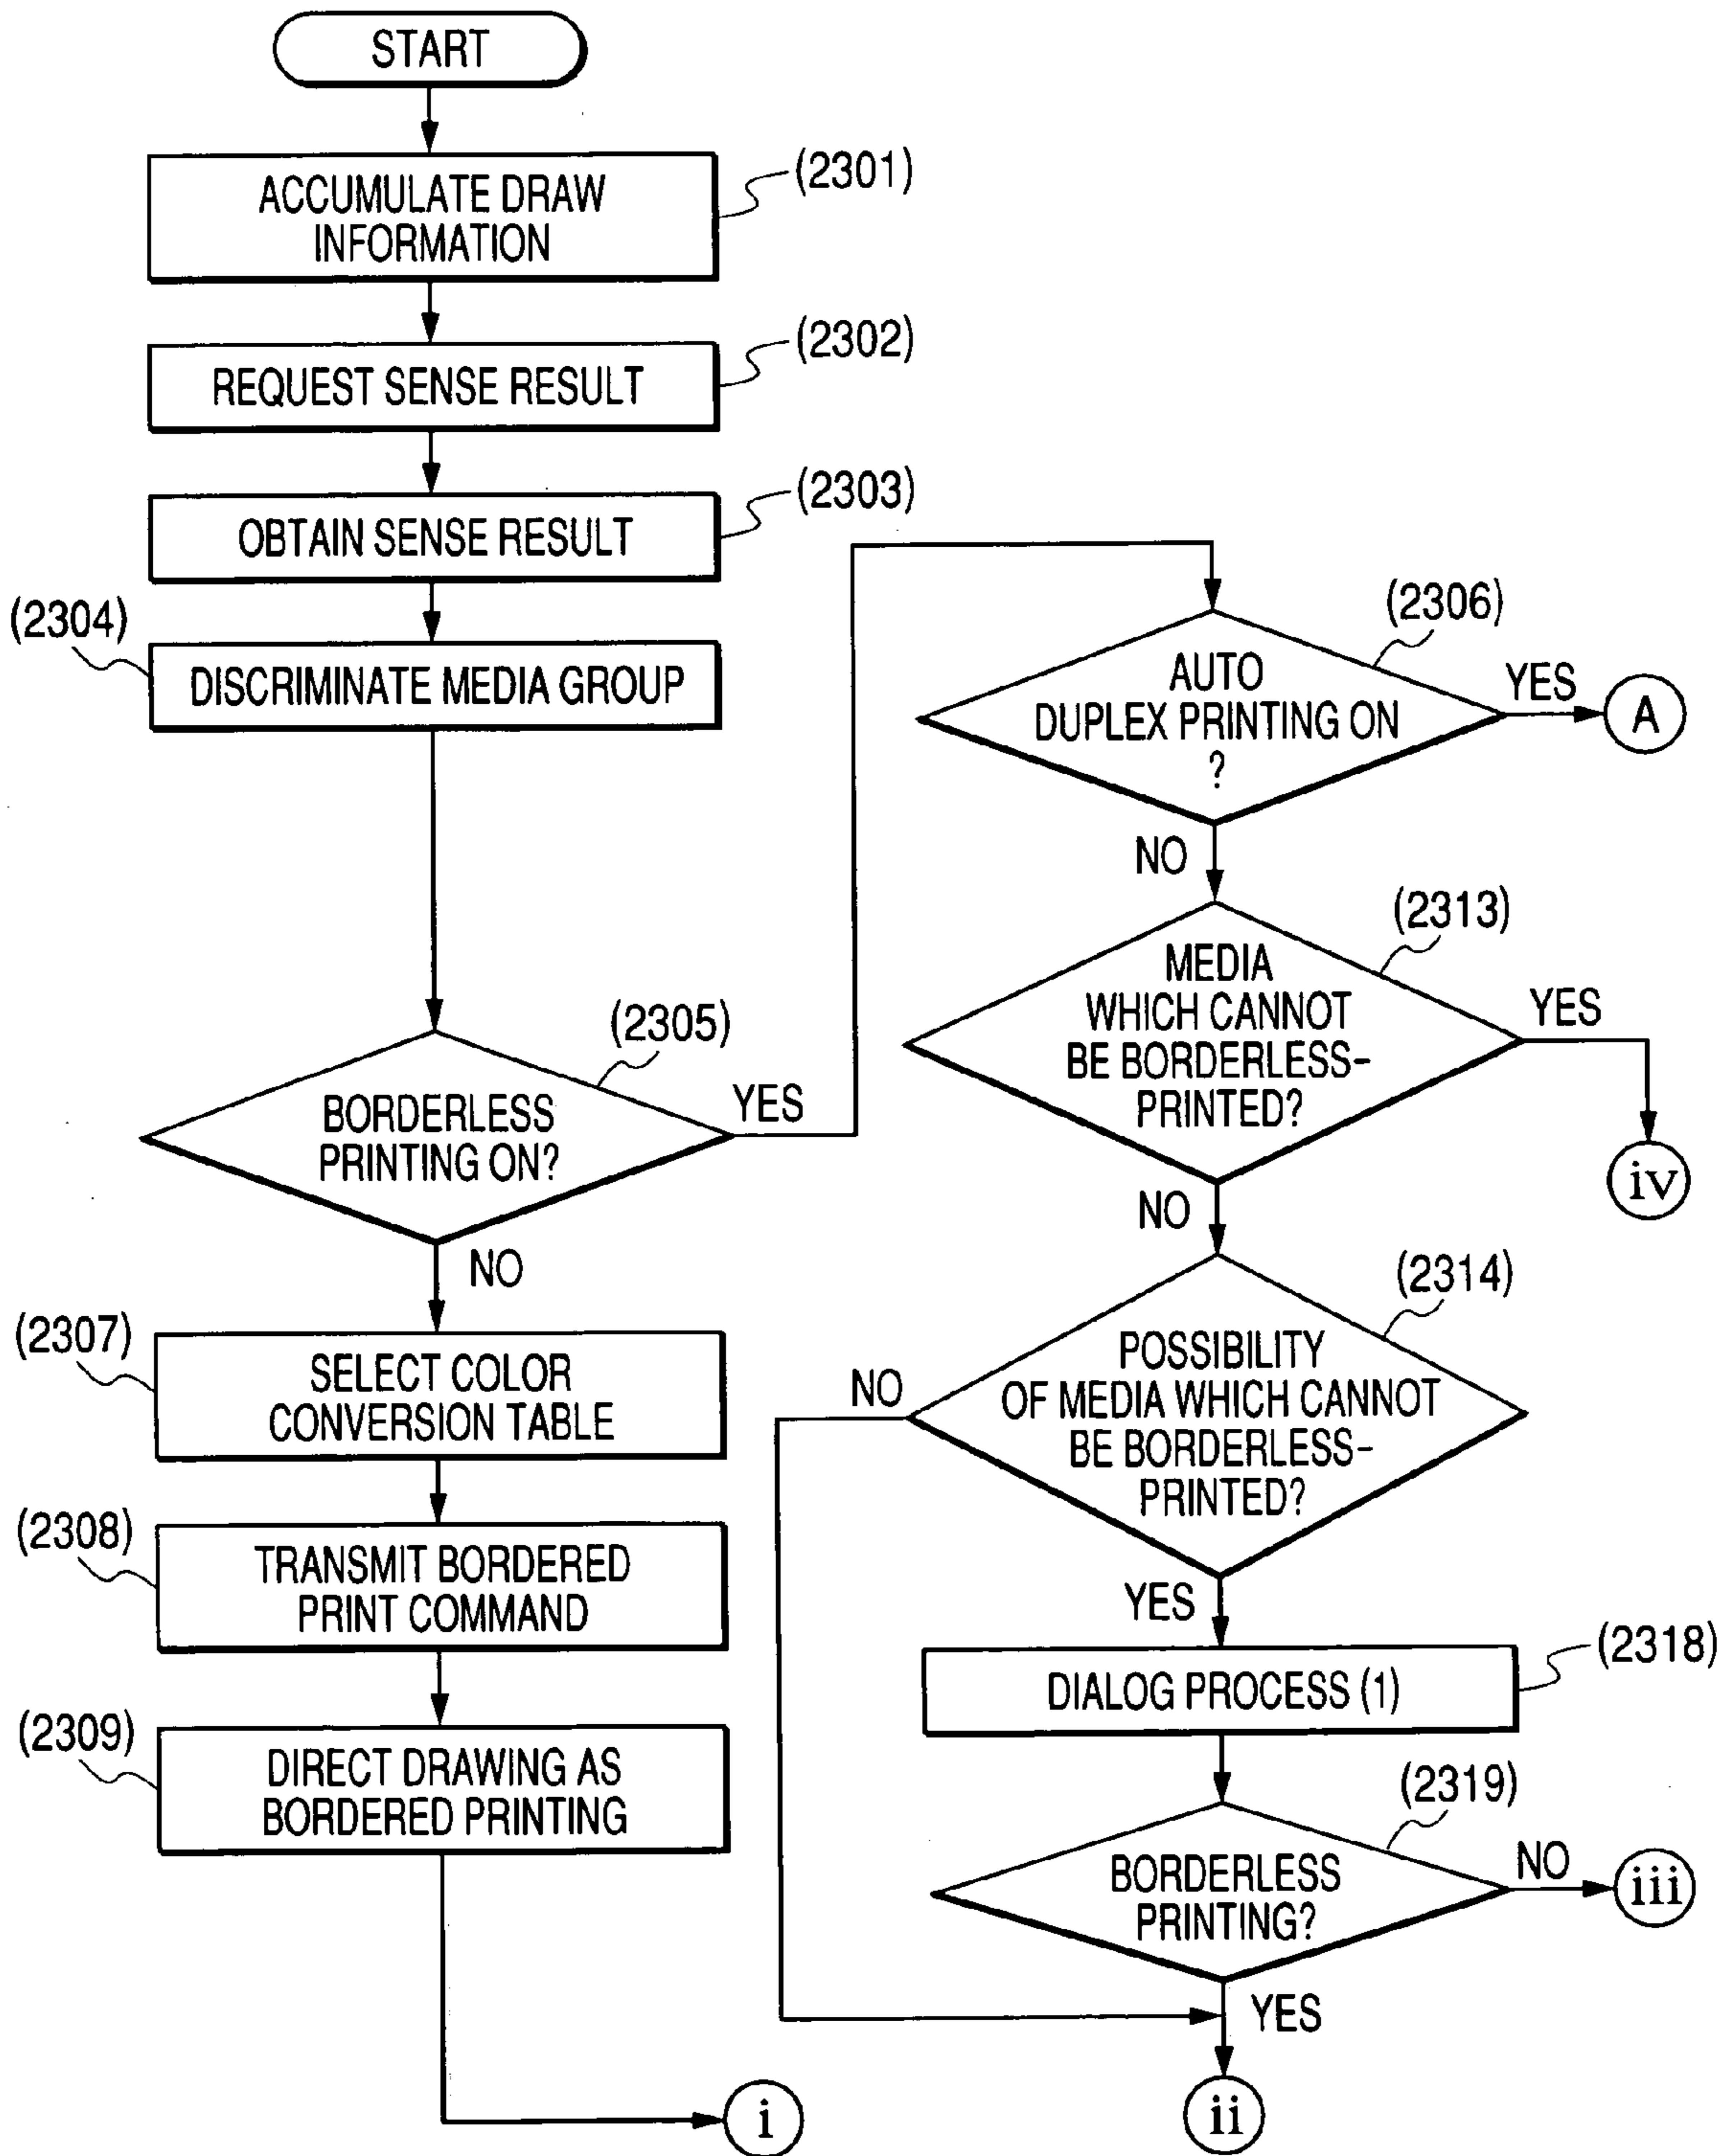 START
(2301)
ACCUMULATE DRAW
INFORMATION
(2302)
REQUEST SENSE RESULT
(2303)
OBTAIN SENSE RESULT
(2304)
DISCRIMINATE MEDIA GROUP
(2305)
BORDERLESS
PRINTING ON?
YES
NO
(2307)
SELECT COLOR
CONVERSION TABLE
(2308)
TRANSMIT BORDERED
PRINT COMMAND
(2309)
DIRECT DRAWING AS
BORDERED PRINTING
i
(2306)
AUTO
DUPLEX PRINTING ON
?
YES
A
NO
(2313)
MEDIA
WHICH CANNOT
BE BORDERLESS-
PRINTED?
YES
iv
NO
(2314)
POSSIBILITY
OF MEDIA WHICH CANNOT
BE BORDERLESS-
PRINTED?
NO
YES
(2318)
DIALOG PROCESS (1)
(2319)
BORDERLESS
PRINTING?
NO
iii
YES
ii